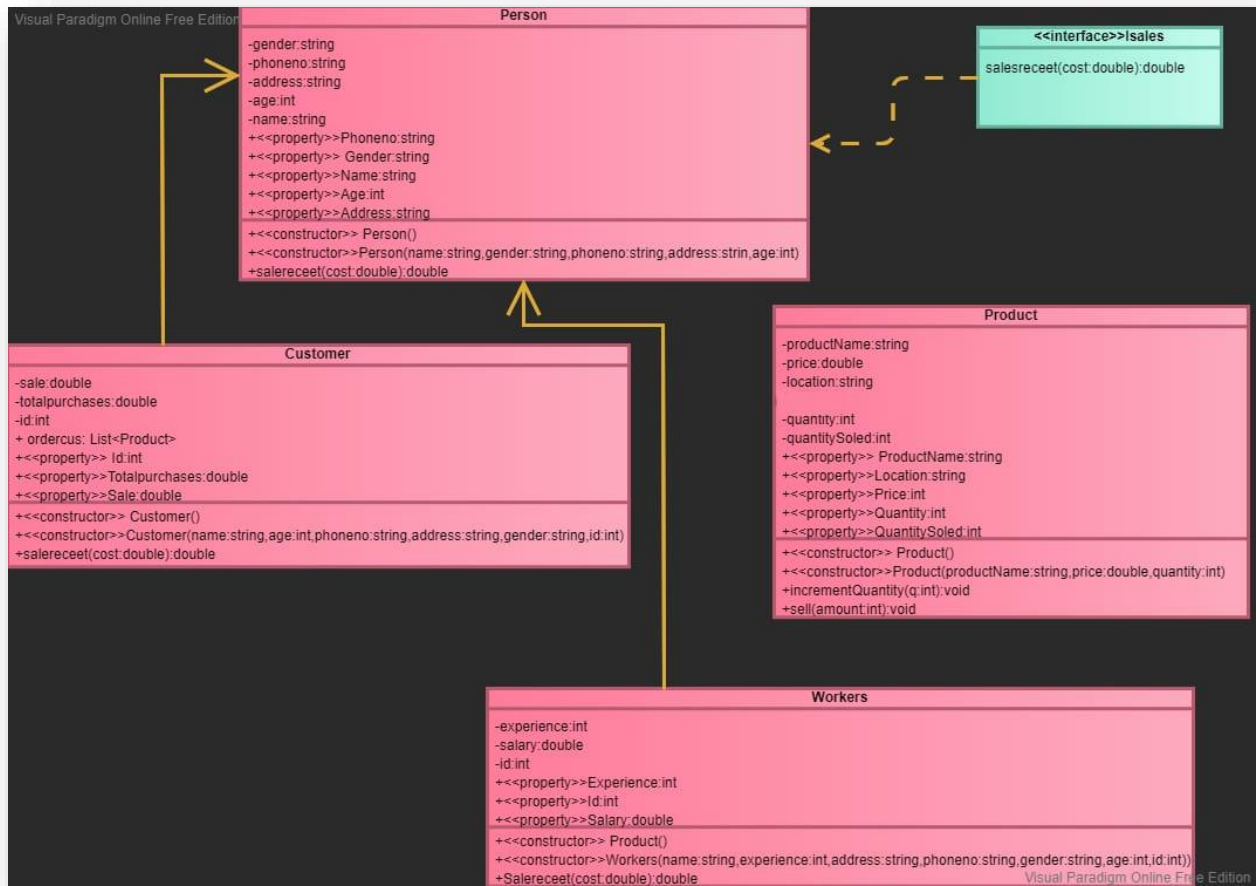 Visual Paradigm Online Free Edition
Person
-gender:string
-phoneno:string
-address:string
-age:int
-name:string
+<<property>>Phoneno:string
+<<property>> Gender:string
+<<property>>Name:string
+<<property>>Age:int
+<<property>>Address:string
+<<constructor>> Person()
+<<constructor>>Person(name:string,gender:string,phoneno:string,address:strin,age:int)
+salereceet(cost:double):double
<<interface>>Isales
salesreceet(cost:double):double
Customer
-sale:double
-totalpurchases:double
-id:int
+ ordercus: List<Product>
+<<property>> Id:int
+<<property>>Totalpurchases:double
+<<property>>Sale:double
+<<constructor>> Customer()
+<<constructor>>Customer(name:string,age:int,phoneno:string,address:string,gender:string,id:int)
+salereceet(cost:double):double
Product
-productName:string
-price:double
-location:string
-quantity:int
-quantitySoled:int
+<<property>> ProductName:string
+<<property>>Location:string
+<<property>>Price:int
+<<property>>Quantity:int
+<<property>>QuantitySoled:int
+<<constructor>> Product()
+<<constructor>>Product(productName:string,price:double,quantity:int)
+incrementQuantity(q:int):void
+sell(amount:int):void
Workers
-experience:int
-salary:double
-id:int
+<<property>>Experience:int
+<<property>>Id:int
+<<property>>Salary:double
+<<constructor>> Product()
+<<constructor>>Workers(name:string,experience:int,address:string,phoneno:string,gender:string,age:int,id:int))
+Salereceet(cost:double):double
Visual Paradigm Online Free Edition